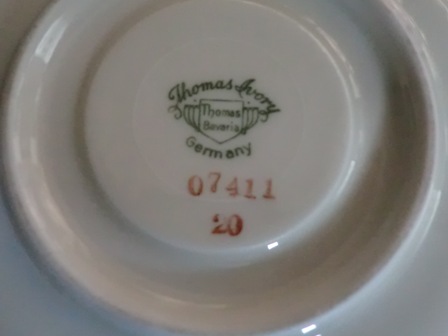 Thomas Ivory
Thomas
Bavaria
Germany
07411
20